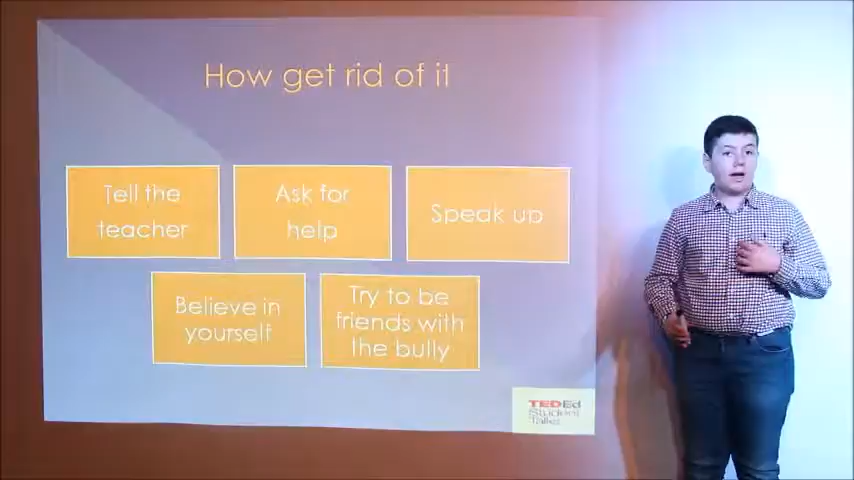 How get rid of it
Tell the
teacher
Ask for
help
Speak up
Believe in
yourself
Try to be
friends with
the bully
TEDEd
Student
Talks